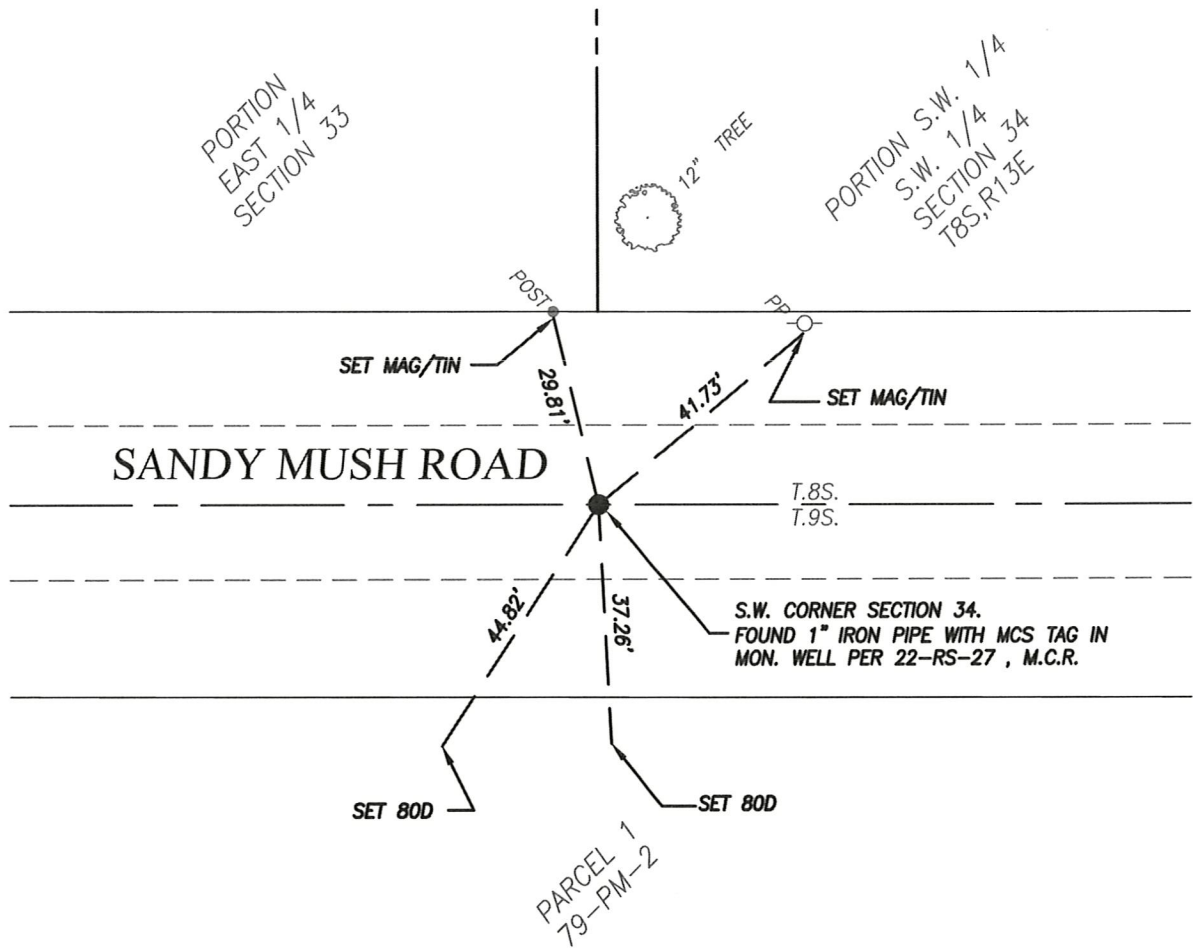 PORTION
EAST 1/4
SECTION 33
12" TREE
PORTION S.W. 1/4
S.W. 1/4
SECTION 34
T8S,R13E
POST
PP
SET MAG/TIN
29.81'
41.73'
SET MAG/TIN
SANDY MUSH ROAD
T.8S.
T.9S.
44.82'
37.26'
S.W. CORNER SECTION 34.
FOUND 1" IRON PIPE WITH MCS TAG IN
MON. WELL PER 22-RS-27 , M.C.R.
SET 80D
SET 80D
PARCEL 1
79-PM-2